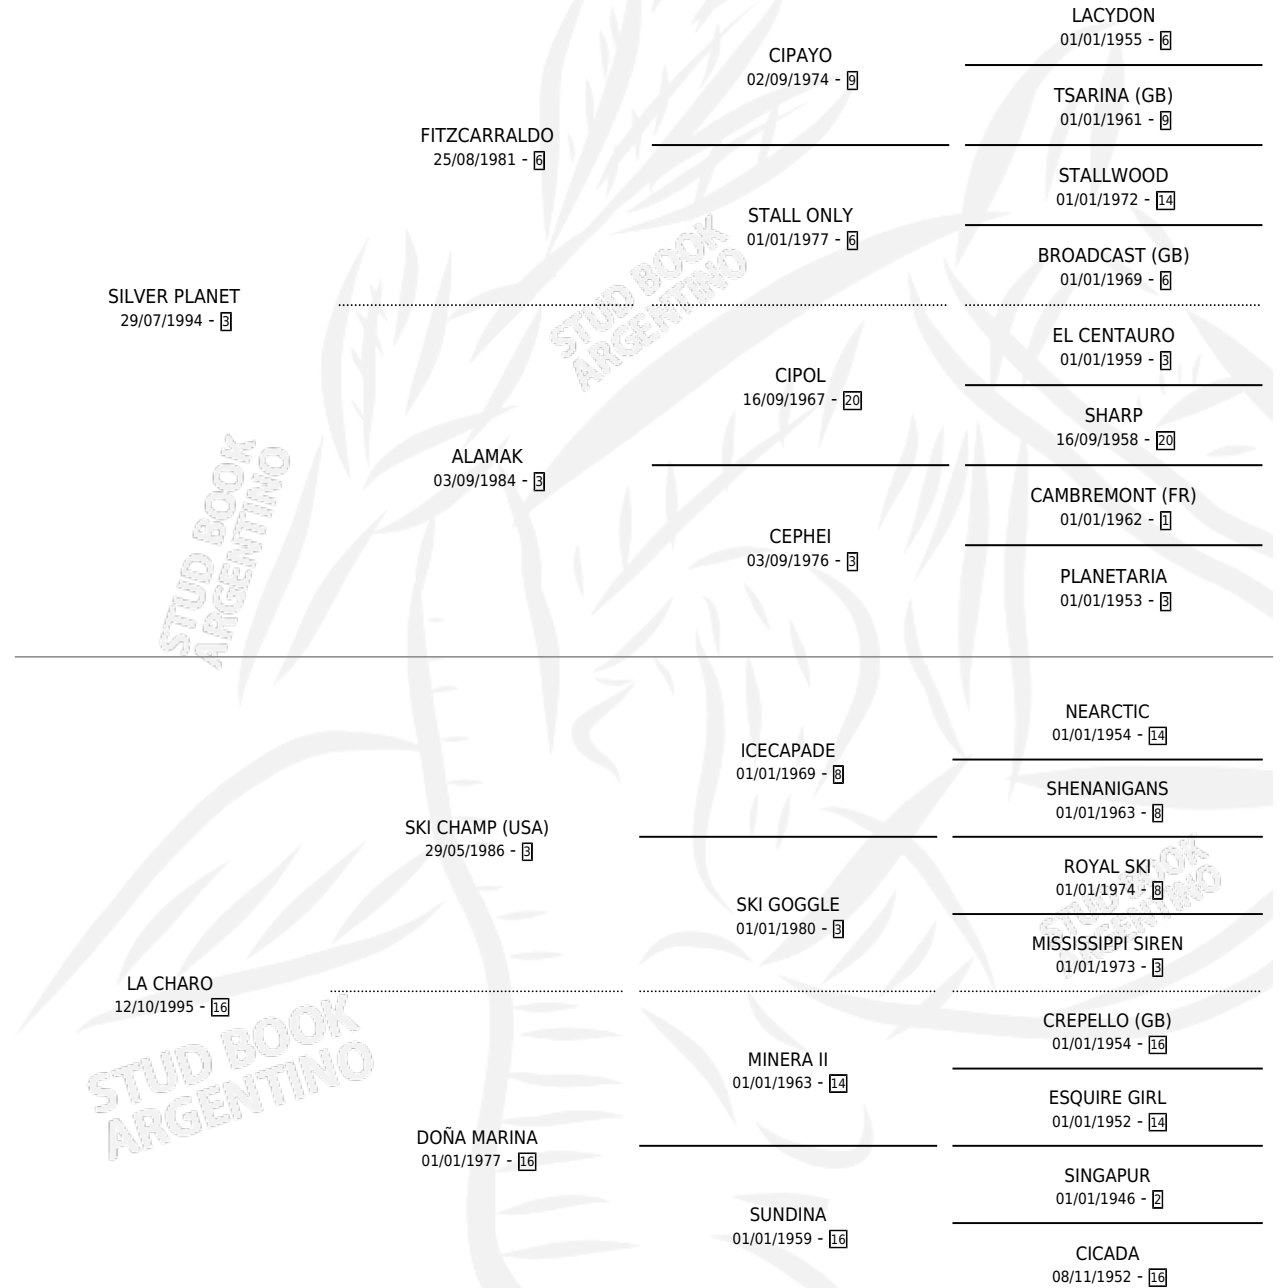 LACYDON
01/01/1955 - 6
CIPAYO
02/09/1974 - 9
TSARINA (GB)
01/01/1961 - 9
FITZCARRALDO
25/08/1981 - 6
STALLWOOD
01/01/1972 - 14
STALL ONLY
01/01/1977 - 6
BROADCAST (GB)
01/01/1969 - 6
SILVER PLANET
29/07/1994 - 3
STUD BOOK
ARGENTINO
EL CENTAURO
01/01/1959 - 3
CIPOL
16/09/1967 - 20
SHARP
16/09/1958 - 20
ALAMAK
03/09/1984 - 3
CAMBREMONT (FR)
01/01/1962 - 1
CEPHEI
03/09/1976 - 3
PLANETARIA
01/01/1953 - 3
STUD BOOK
ARGENTINO
NEARCTIC
01/01/1954 - 14
ICECAPADE
01/01/1969 - 8
SHENANIGANS
01/01/1963 - 8
SKI CHAMP (USA)
29/05/1986 - 3
ROYAL SKI
01/01/1974 - 8
SKI GOGGLE
01/01/1980 - 3
STUD BOOK
ARGENTINO
MISSISSIPPI SIREN
01/01/1973 - 3
LA CHARO
12/10/1995 - 16
CREPELLO (GB)
01/01/1954 - 16
MINERA II
01/01/1963 - 14
STUD BOOK
ARGENTINO
ESQUIRE GIRL
01/01/1952 - 14
DOÑA MARINA
01/01/1977 - 16
SINGAPUR
01/01/1946 - 2
SUNDINA
01/01/1959 - 16
CICADA
08/11/1952 - 16